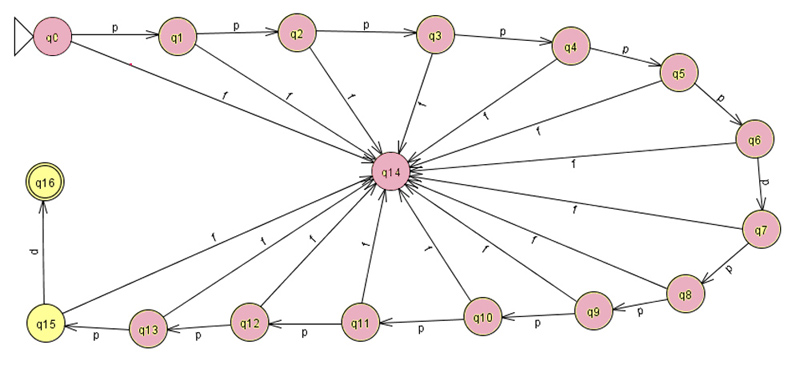 q0 p q1 p q2 p q3 p q4 p q5
p
q6
p
q7
p
f f f f f f f f
q14
q16
p
f f f f f f f
q15 p q13 p q12 p q11 p q10 p q9 p q8